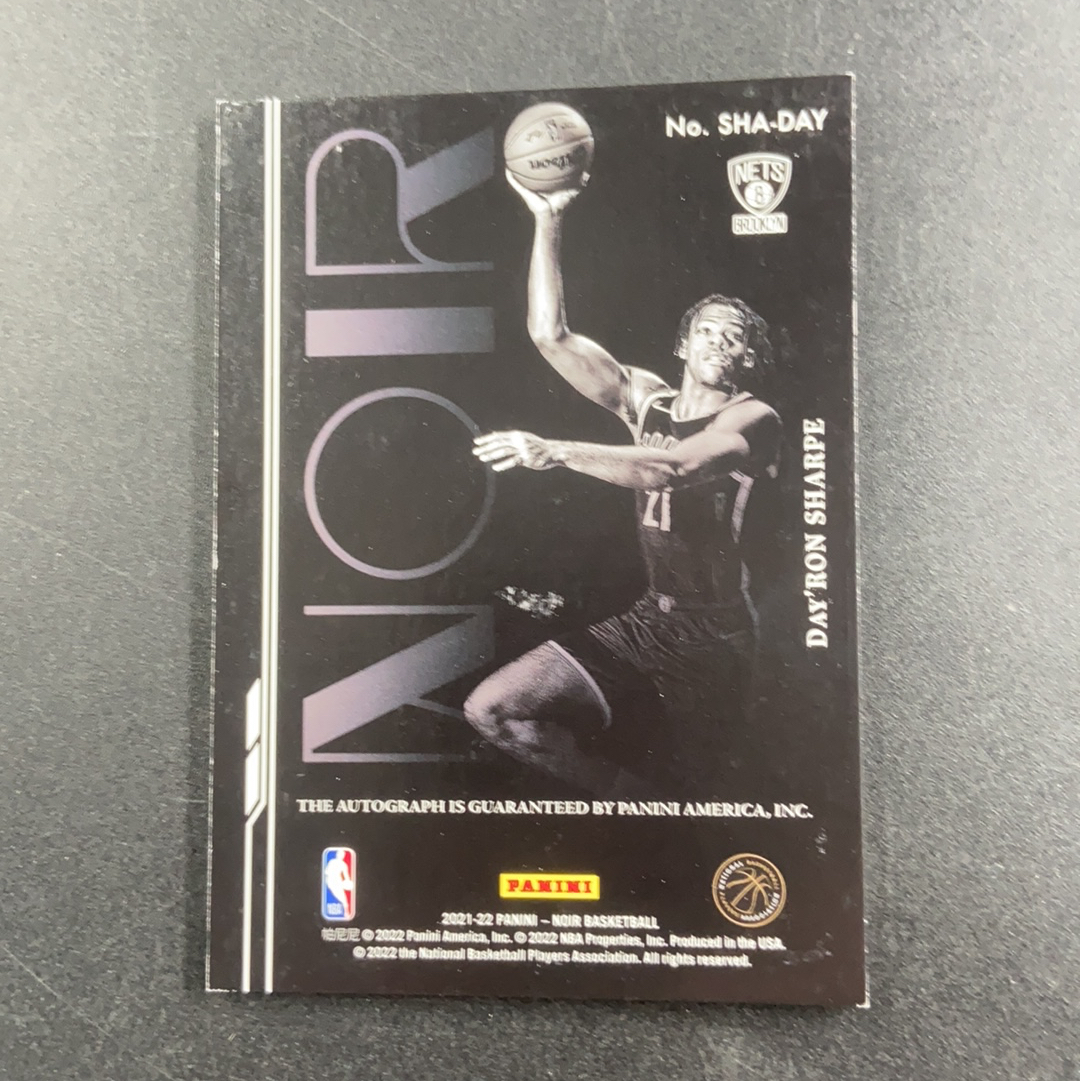 No. SHA-DAY
NETS
B
BROOKLYN
NOIR
21
DAY'RON SHARPE
THE AUTOGRAPH IS GUARANTEED BY PANINI AMERICA, INC.
PANINI
2021-22 PANINI – NOIR BASKETBALL
帕尼尼 © 2022 Panini America, Inc. © 2022 NBA Properties, Inc. Produced in the USA.
© 2022 the National Basketball Players Association. All rights reserved.